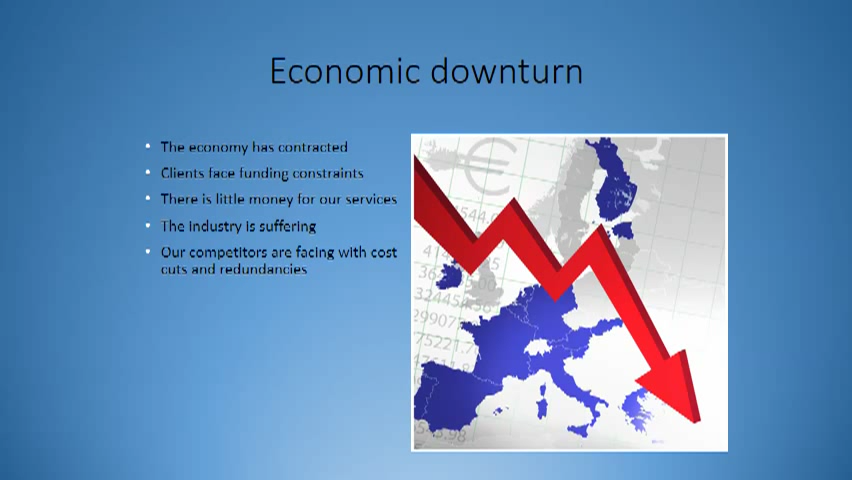 Economic downturn
• The economy has contracted
• Clients face funding constraints
• There is little money for our services
• The industry is suffering
• Our competitors are facing with cost
cuts and redundancies
€